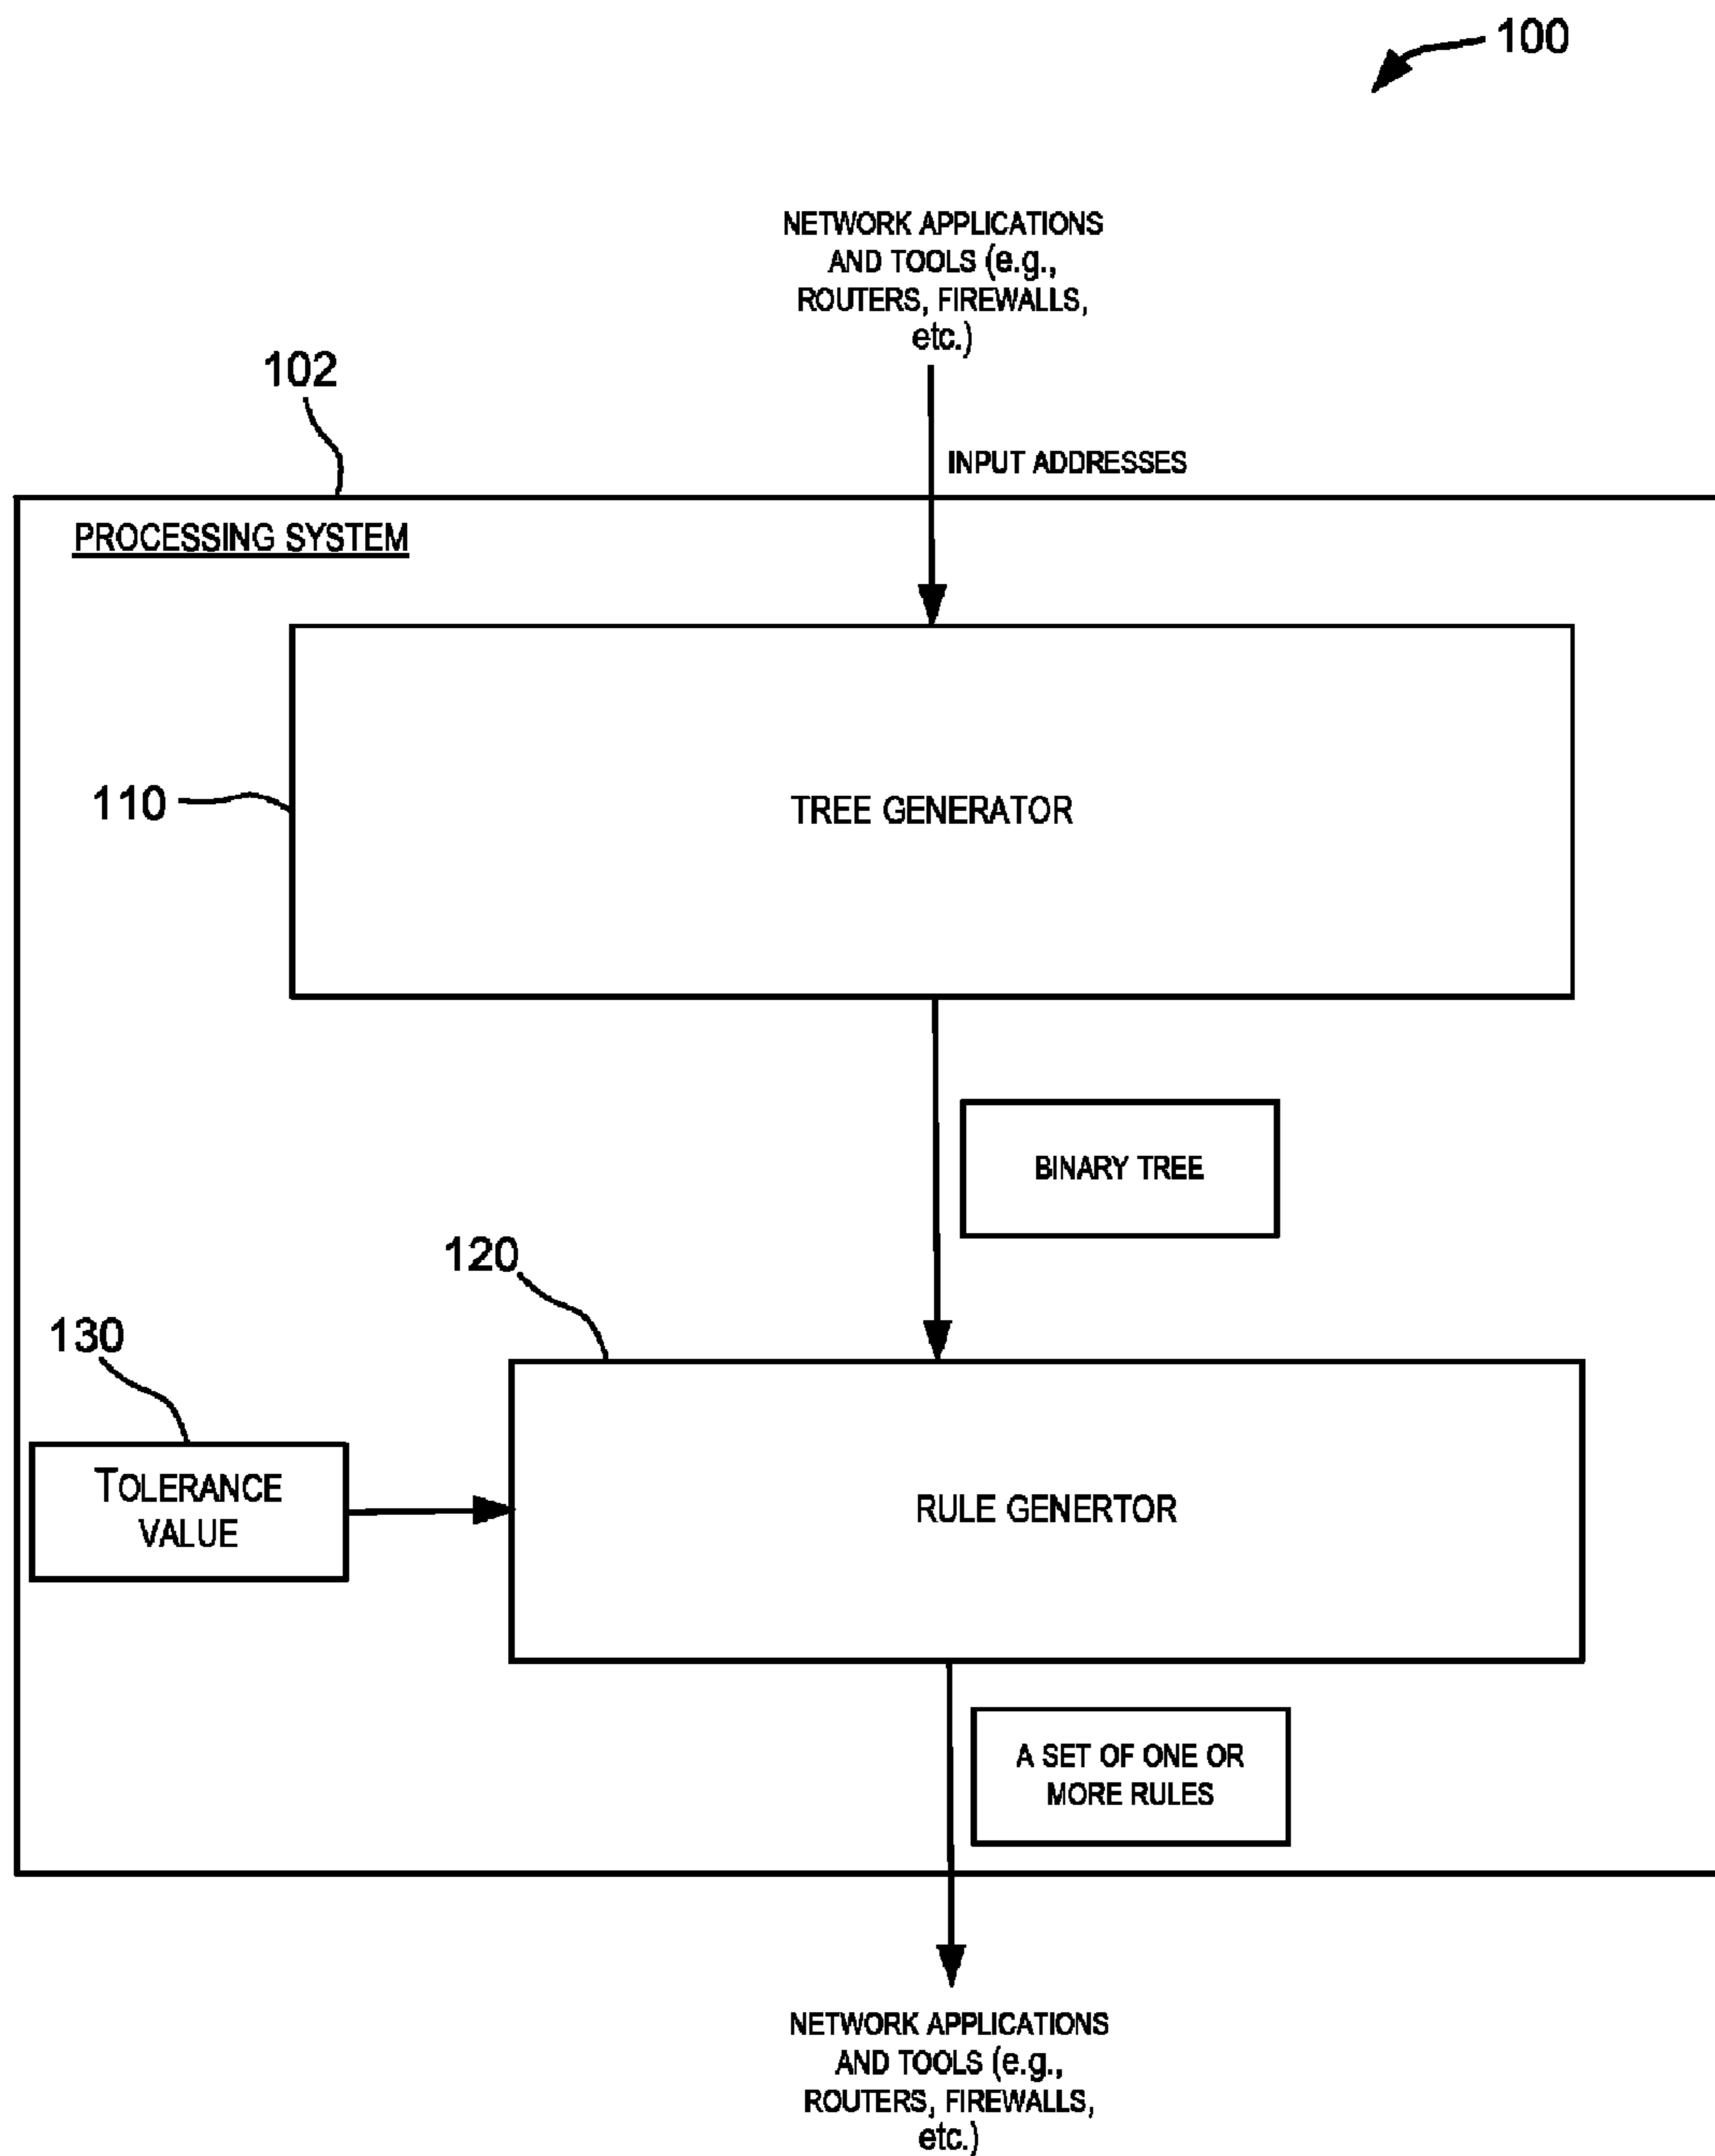 100
NETWORK APPLICATIONS
AND TOOLS (e.g.,
ROUTERS, FIREWALLS,
etc.)
102
INPUT ADDRESSES
PROCESSING SYSTEM
110
TREE GENERATOR
BINARY TREE
120
130
TOLERANCE
VALUE
RULE GENERTOR
A SET OF ONE OR
MORE RULES
NETWORK APPLICATIONS
AND TOOLS (e.g.,
ROUTERS, FIREWALLS,
etc.)